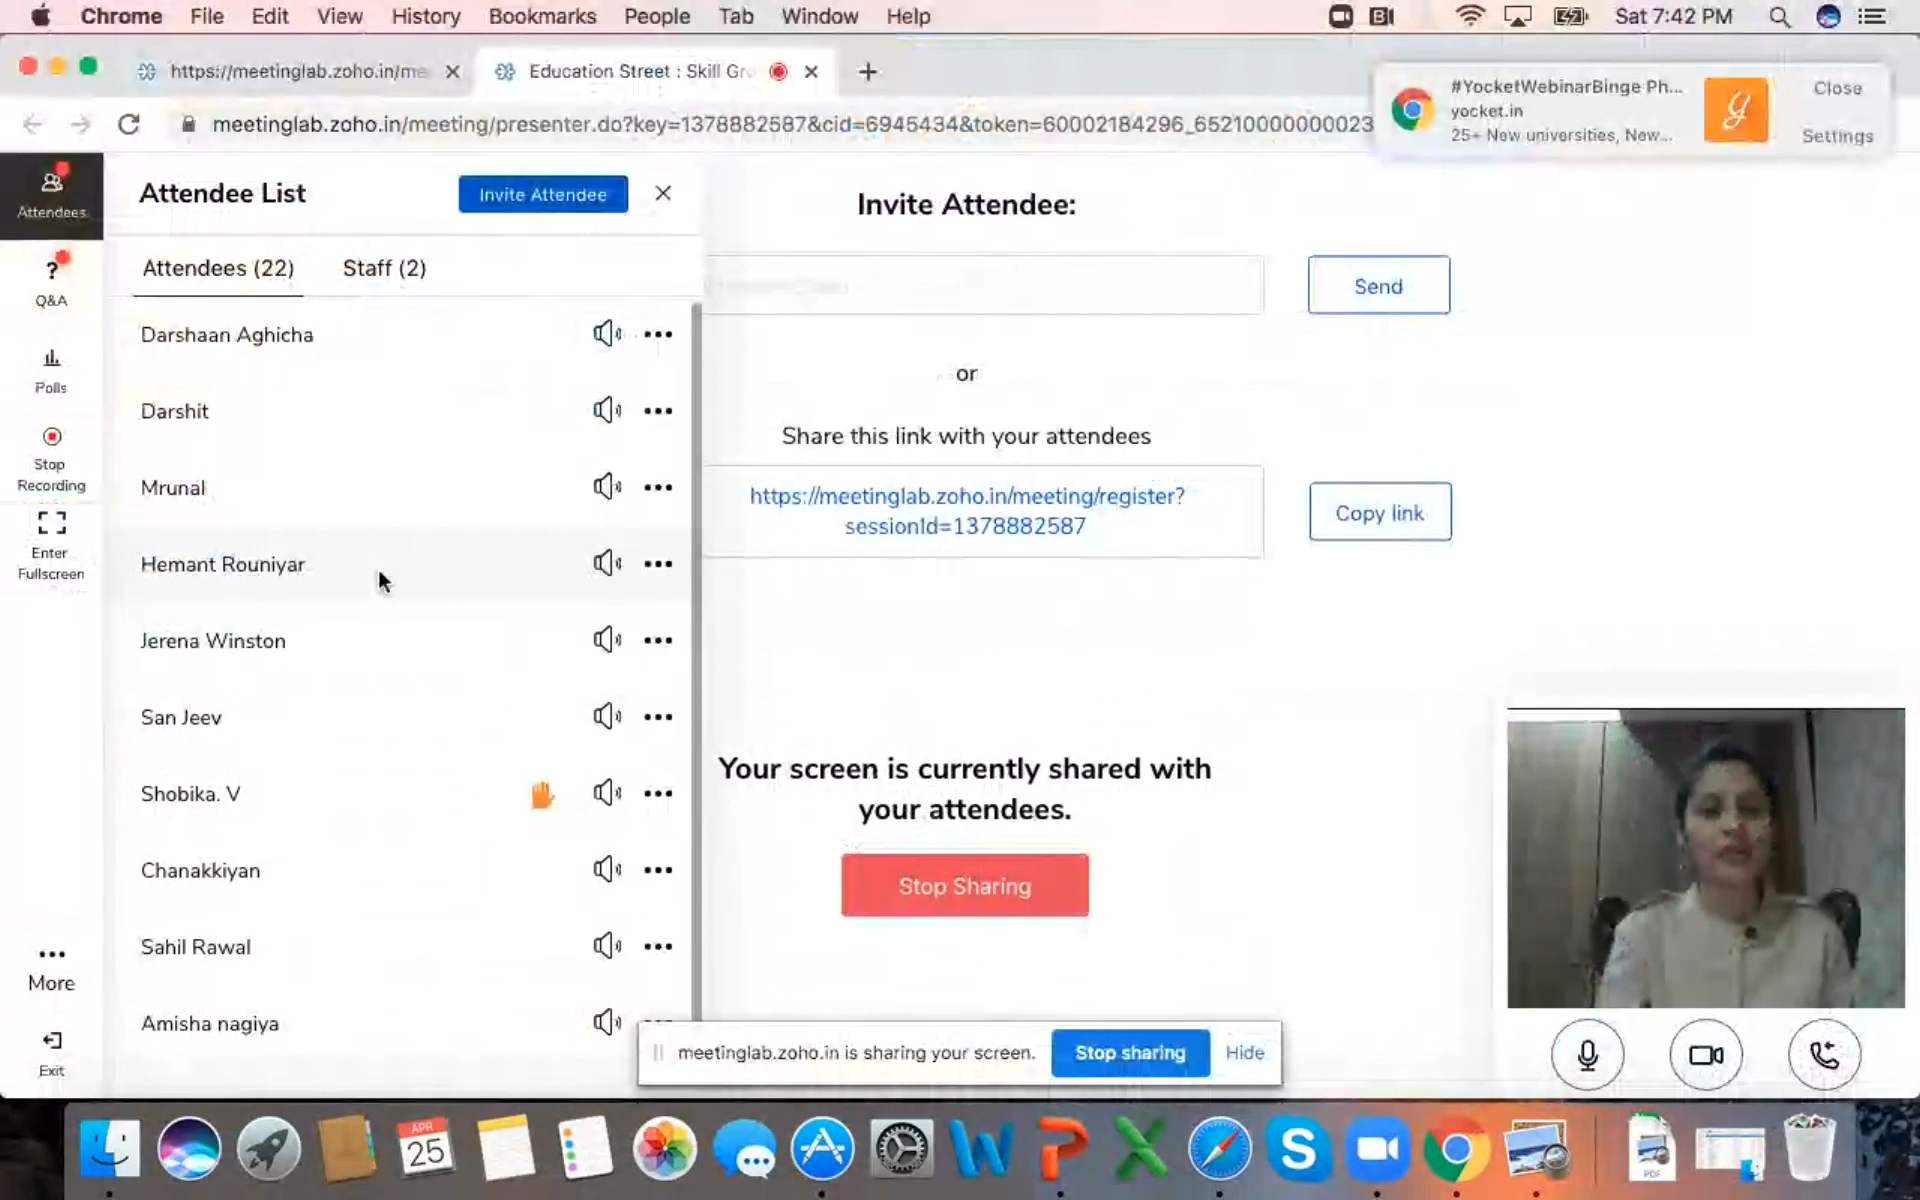 Chrome File Edit View History Bookmarks People Tab Window Help Sat 7:42 PM
https://meetinglab.zoho.in/me
Education Street : Skill Gr
meetinglab.zoho.in/meeting/presenter.do?key=1378882587&cid=6945434&token=60002184296_65210000000023
#YocketWebinarBinge Ph...
yocket.in
25+ New universities, New...
Close
Settings
Attendees
Q&A
Polls
Stop
Recording
Enter
Fullscreen
More
Exit
Attendee List
Invite Attendee
Attendees (22)
Staff (2)
Darshaan Aghicha
Darshit
Mrunal
Hemant Rouniyar
Jerena Winston
San Jeev
Shobika. V
Chanakkiyan
Sahil Rawal
Amisha nagiya
Invite Attendee:
Send
or
Share this link with your attendees
https://meetinglab.zoho.in/meeting/register?
sessionId=1378882587
Copy link
Your screen is currently shared with
your attendees.
Stop Sharing
meetinglab.zoho.in is sharing your screen.
Stop sharing
Hide
APR
25
PDF